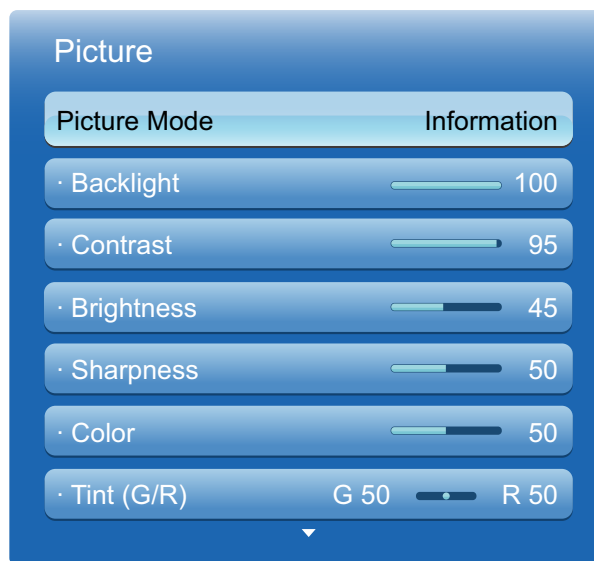 Picture
Picture Mode Information
· Backlight 100
· Contrast 95
· Brightness 45
· Sharpness 50
· Color 50
· Tint (G/R) G 50 R 50